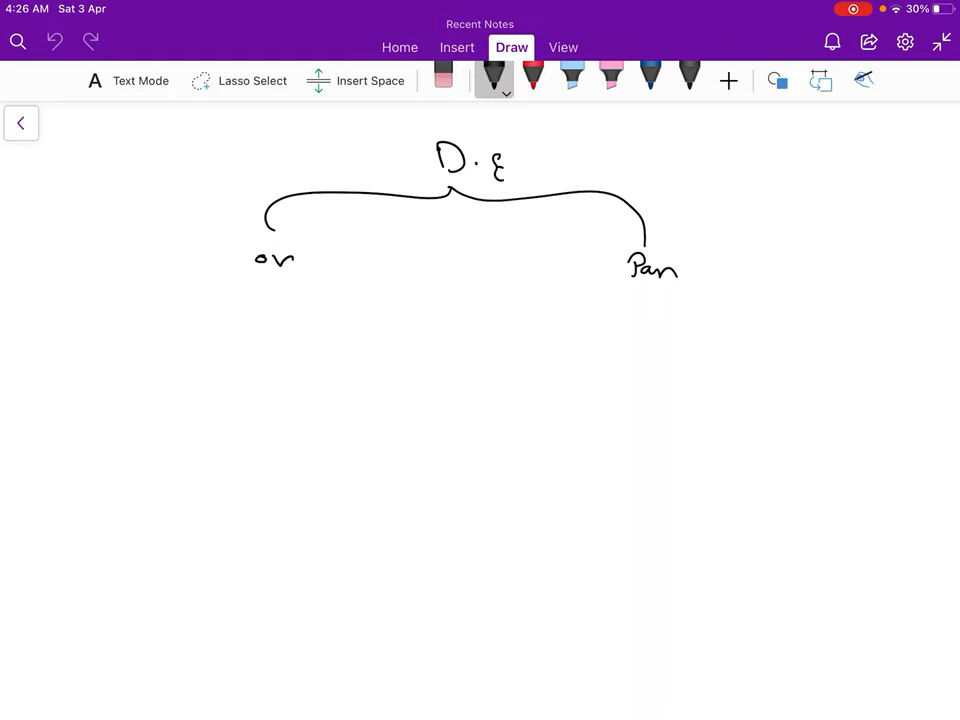 4:26 AM Sat 3 Apr 30%
Recent Notes
Home Insert Draw View
A Text Mode Lasso Select Insert Space
D.E
or
Par